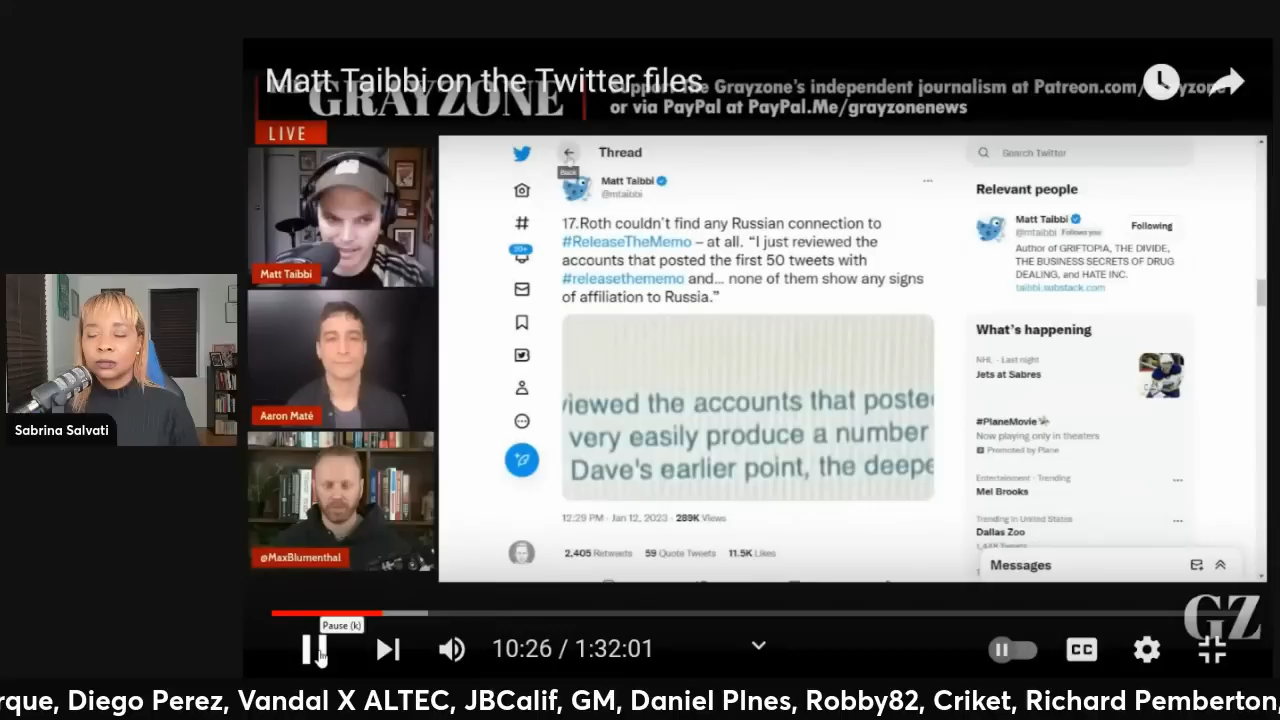 Matt Taibbi on the Twitter files
GRAYZONE
Support the Grayzone's independent journalism at Patreon.com/grayzone
or via PayPal at PayPal.Me/grayzonenews
LIVE
Matt Taibbi
Aaron Maté
@MaxBlumenthal
Sabrina Salvati
Thread
Back
Matt Taibbi
@mtaibbi
17.Roth couldn't find any Russian connection to
#ReleaseTheMemo – at all. “I just reviewed the
accounts that posted the first 50 tweets with
#releasethememo and... none of them show any signs
of affiliation to Russia.”
viewed the accounts that poste
very easily produce a number
Dave's earlier point, the deepe
12:29 PM · Jan 12, 2023 · 289K Views
2,405 Retweets 59 Quote Tweets 11.5K Likes
20+
Search Twitter
Relevant people
Matt Taibbi
@mtaibbi Follows you
Following
Author of GRIFTOPIA, THE DIVIDE,
THE BUSINESS SECRETS OF DRUG
DEALING, and HATE INC.
taibbi.substack.com
What's happening
NHL · Last night
Jets at Sabres
#PlaneMovie
Now playing only in theaters
Promoted by Plane
Entertainment · Trending
Mel Brooks
Trending in United States
Dallas Zoo
Messages
GZ
Pause (k)
10:26 / 1:32:01
CC
rque, Diego Perez, Vandal X ALTEC, JBCalif, GM, Daniel PInes, Robby82, Criket, Richard Pemberton,